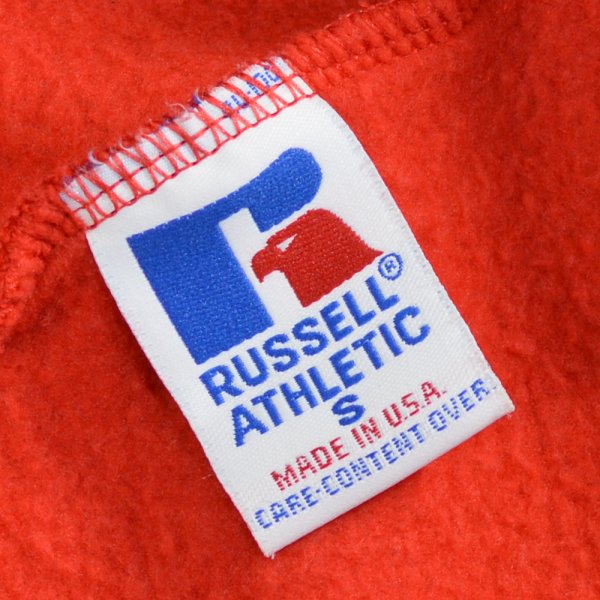 ®
RUSSELL
ATHLETIC
S
MADE IN U.S.A.
CARE-CONTENT OVER